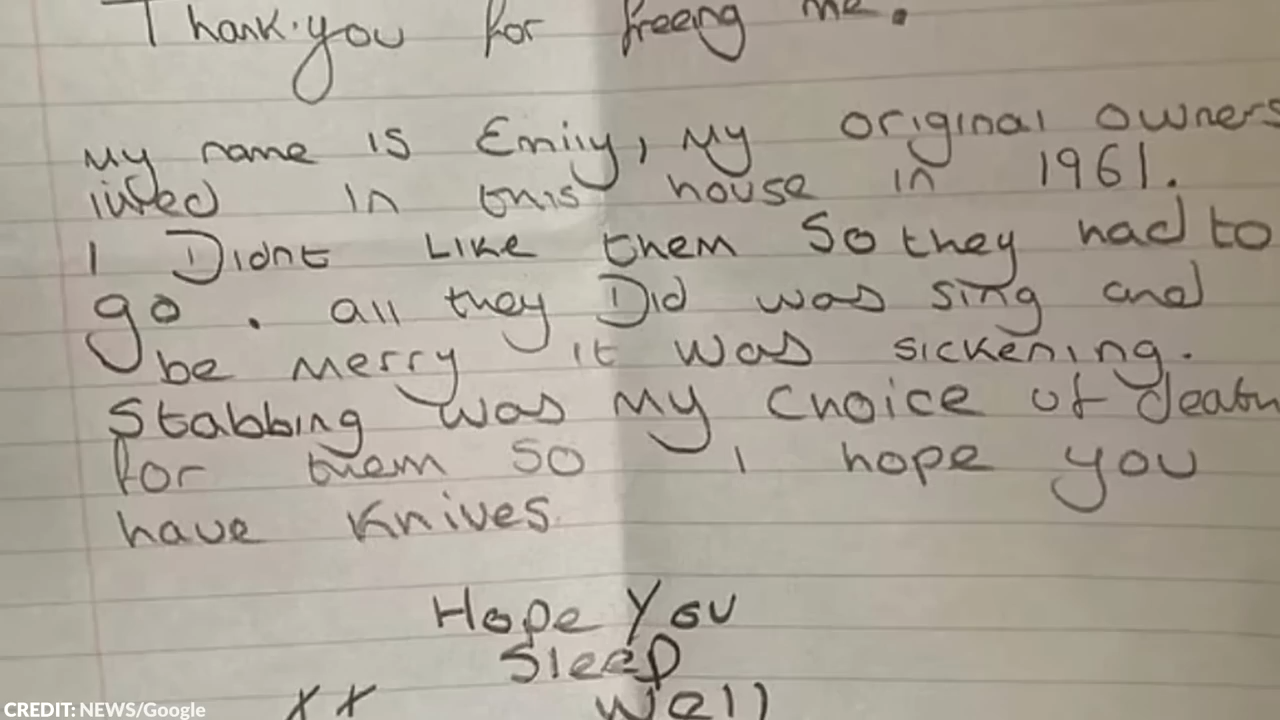 Thank.you for freeing me.
My name is Emily, My original owners
lived in this house in 1961.
I Didnt Like them So they had to
go . all they Did was sing and
be merry it was sickening.
Stabbing was my choice of death
for them so I hope you
have knives.
Hope You
Sleep
Well
xx
CREDIT: NEWS/Google